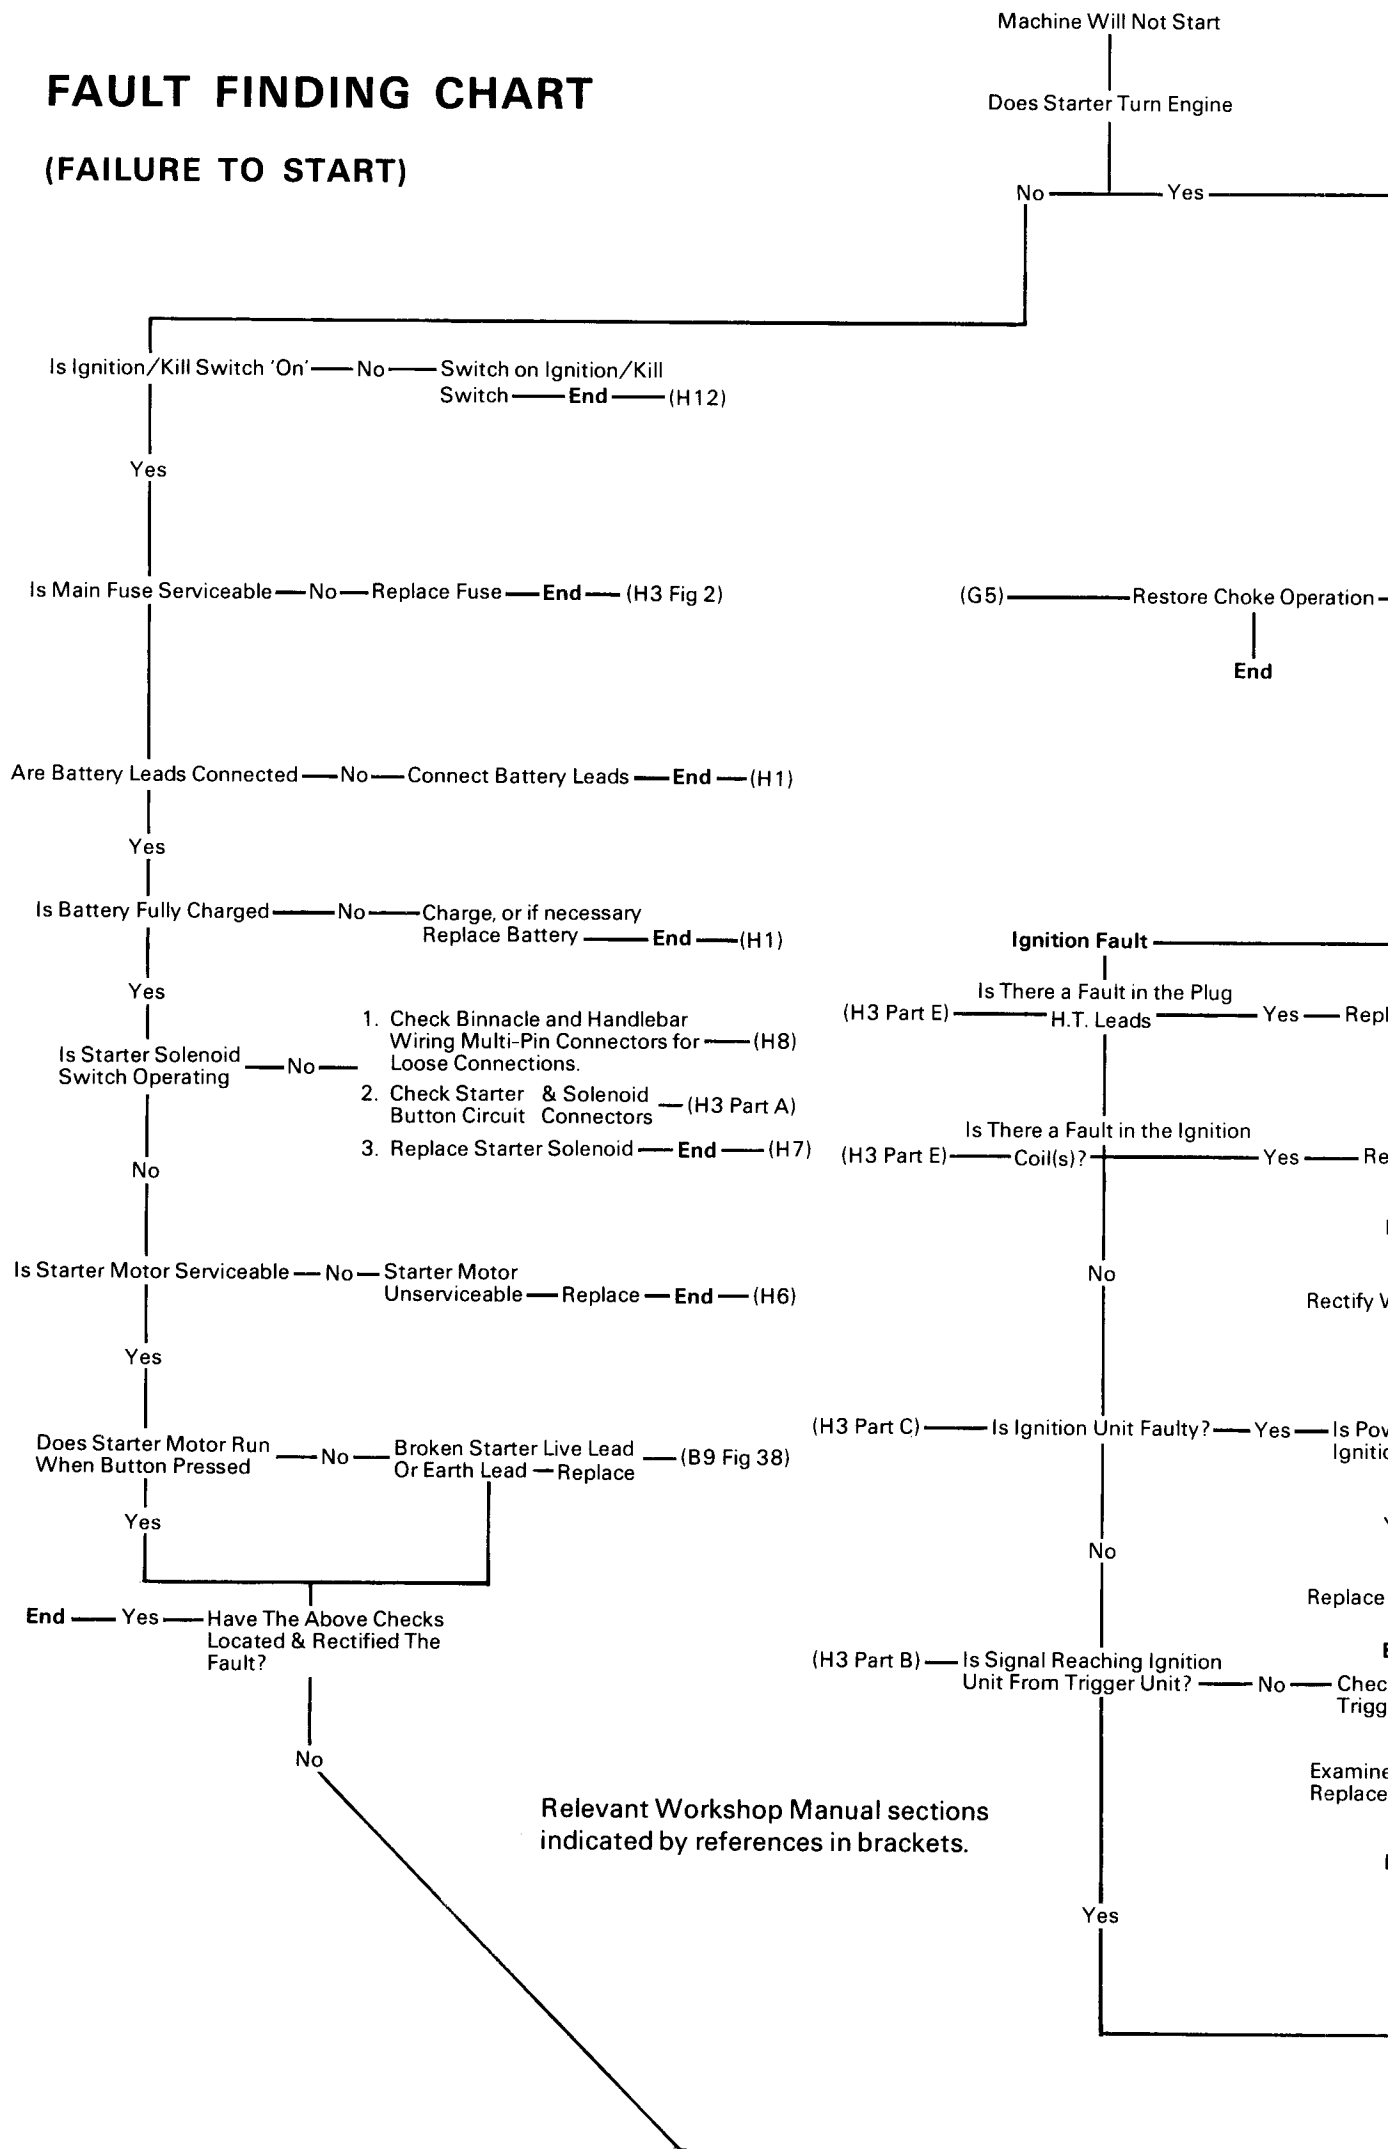 Machine Will Not Start
FAULT FINDING CHART
Does Starter Turn Engine
(FAILURE TO START)
No Yes
Is Ignition/Kill Switch 'On' No Switch on Ignition/Kill
Switch End (H12)
Yes
Is Main Fuse Serviceable No Replace Fuse End (H3 Fig 2)
(G5) Restore Choke Operation
End
Are Battery Leads Connected No Connect Battery Leads End (H1)
Yes
Is Battery Fully Charged No Charge, or if necessary
Replace Battery End (H1)
Yes
Is Starter Solenoid
Switch Operating No
1. Check Binnacle and Handlebar
Wiring Multi-Pin Connectors for (H8)
Loose Connections.
2. Check Starter & Solenoid
Button Circuit Connectors (H3 Part A)
3. Replace Starter Solenoid End (H7)
No
Is Starter Motor Serviceable No Starter Motor
Unserviceable Replace End (H6)
Yes
Does Starter Motor Run
When Button Pressed No Broken Starter Live Lead
Or Earth Lead Replace (B9 Fig 38)
Yes
End Yes Have The Above Checks
Located & Rectified The
Fault?
No
Relevant Workshop Manual sections
indicated by references in brackets.
Ignition Fault
Is There a Fault in the Plug
(H3 Part E) H.T. Leads Yes Repl
Is There a Fault in the Ignition
(H3 Part E) Coil(s)? Yes Re
No
Rectify
(H3 Part C) Is Ignition Unit Faulty? Yes Is Pov
Ignitic
No
Replace
(H3 Part B) Is Signal Reaching Ignition
Unit From Trigger Unit? No Chec
Trigg
Examine
Replace
Yes